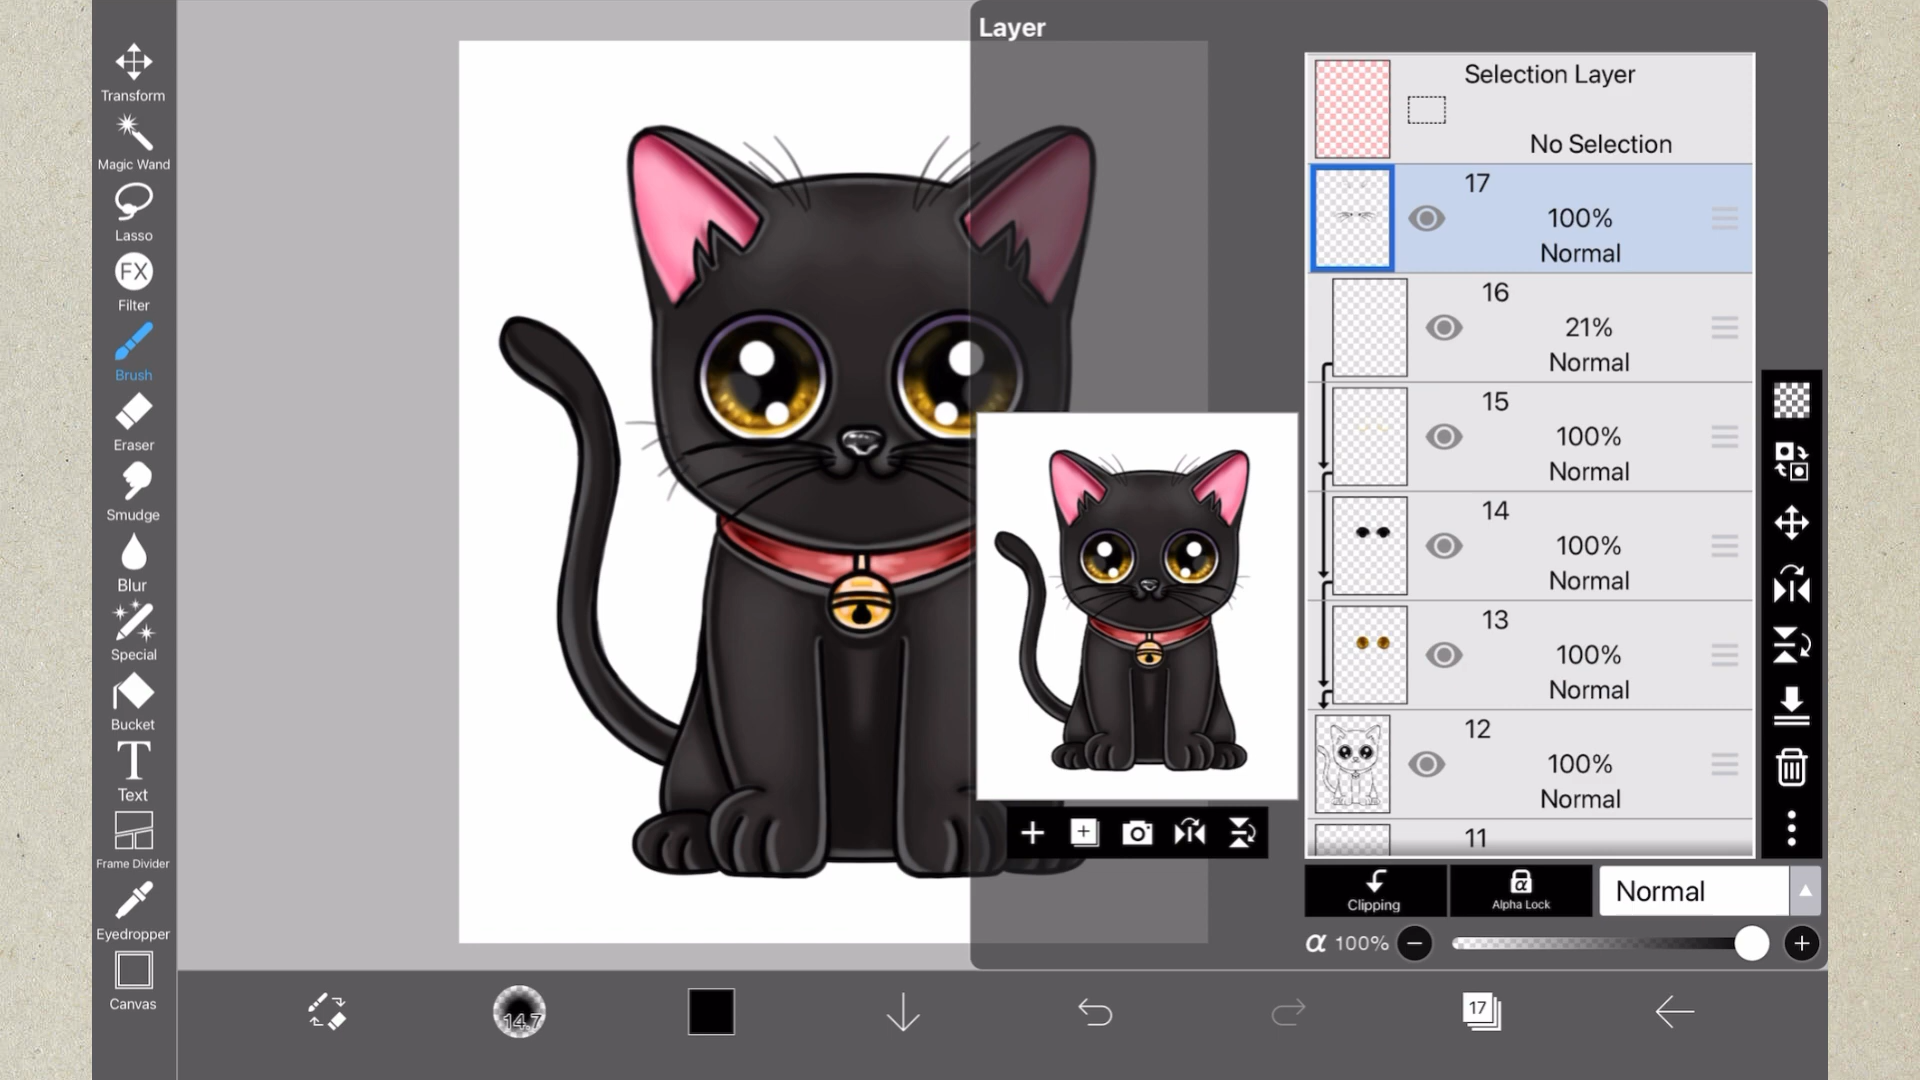 Transform
Magic Wand
Lasso
FX
Filter
Brush
Eraser
Smudge
Blur
Special
Bucket
T
Text
Frame Divider
Eyedropper
Canvas
Layer
Selection Layer
No Selection
17
100%
Normal
16
21%
Normal
15
100%
Normal
14
100%
Normal
13
100%
Normal
12
100%
Normal
11
Clipping
α
Alpha Lock
Normal
α 100%
14.7
17